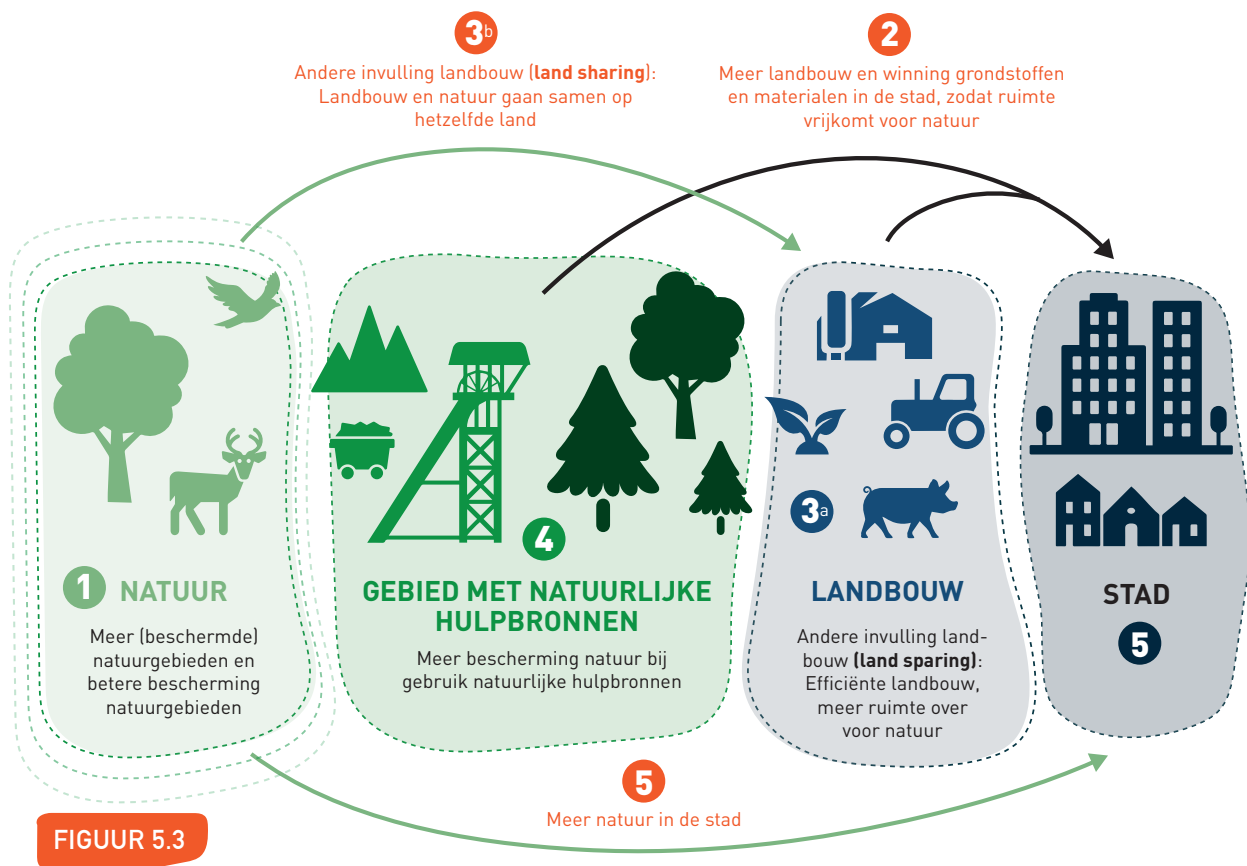 3b
Andere invulling landbouw (land sharing):
Landbouw en natuur gaan samen op
hetzelfde land
2
Meer landbouw en winning grondstoffen
en materialen in de stad, zodat ruimte
vrijkomt voor natuur
1 NATUUR
Meer (beschermde)
natuurgebieden en
betere bescherming
natuurgebieden
4
GEBIED MET NATUURLIJKE
HULPBRONNEN
Meer bescherming natuur bij
gebruik natuurlijke hulpbronnen
3a
LANDBOUW
Andere invulling land-
bouw (land sparing):
Efficiënte landbouw,
meer ruimte over
voor natuur
STAD
5
5
Meer natuur in de stad
FIGUUR 5.3